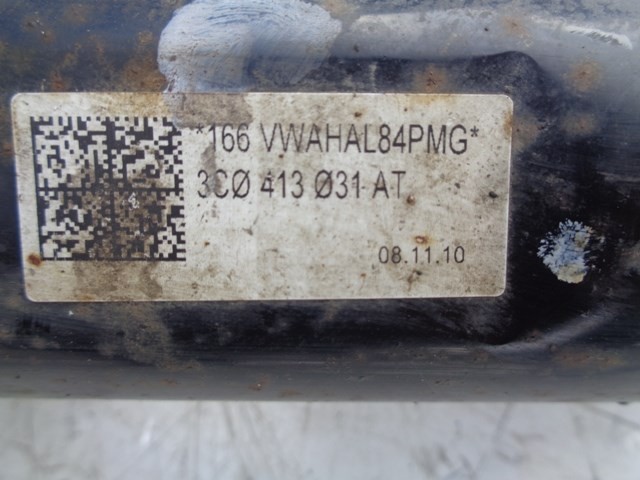 *166 VWAHAL84PMG*
3CØ 413 Ø31 AT
08.11.10